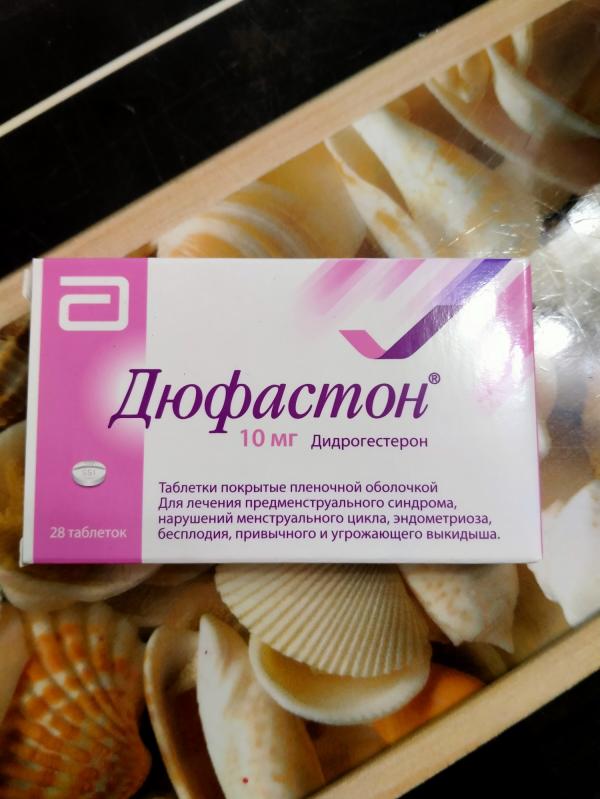 Дюфастон®
10 мг Дидрогестерон
Таблетки покрытые пленочной оболочкой
Для лечения предменструального синдрома,
нарушений менструального цикла, эндометриоза,
бесплодия, привычного и угрожающего выкидыша.
28 таблеток